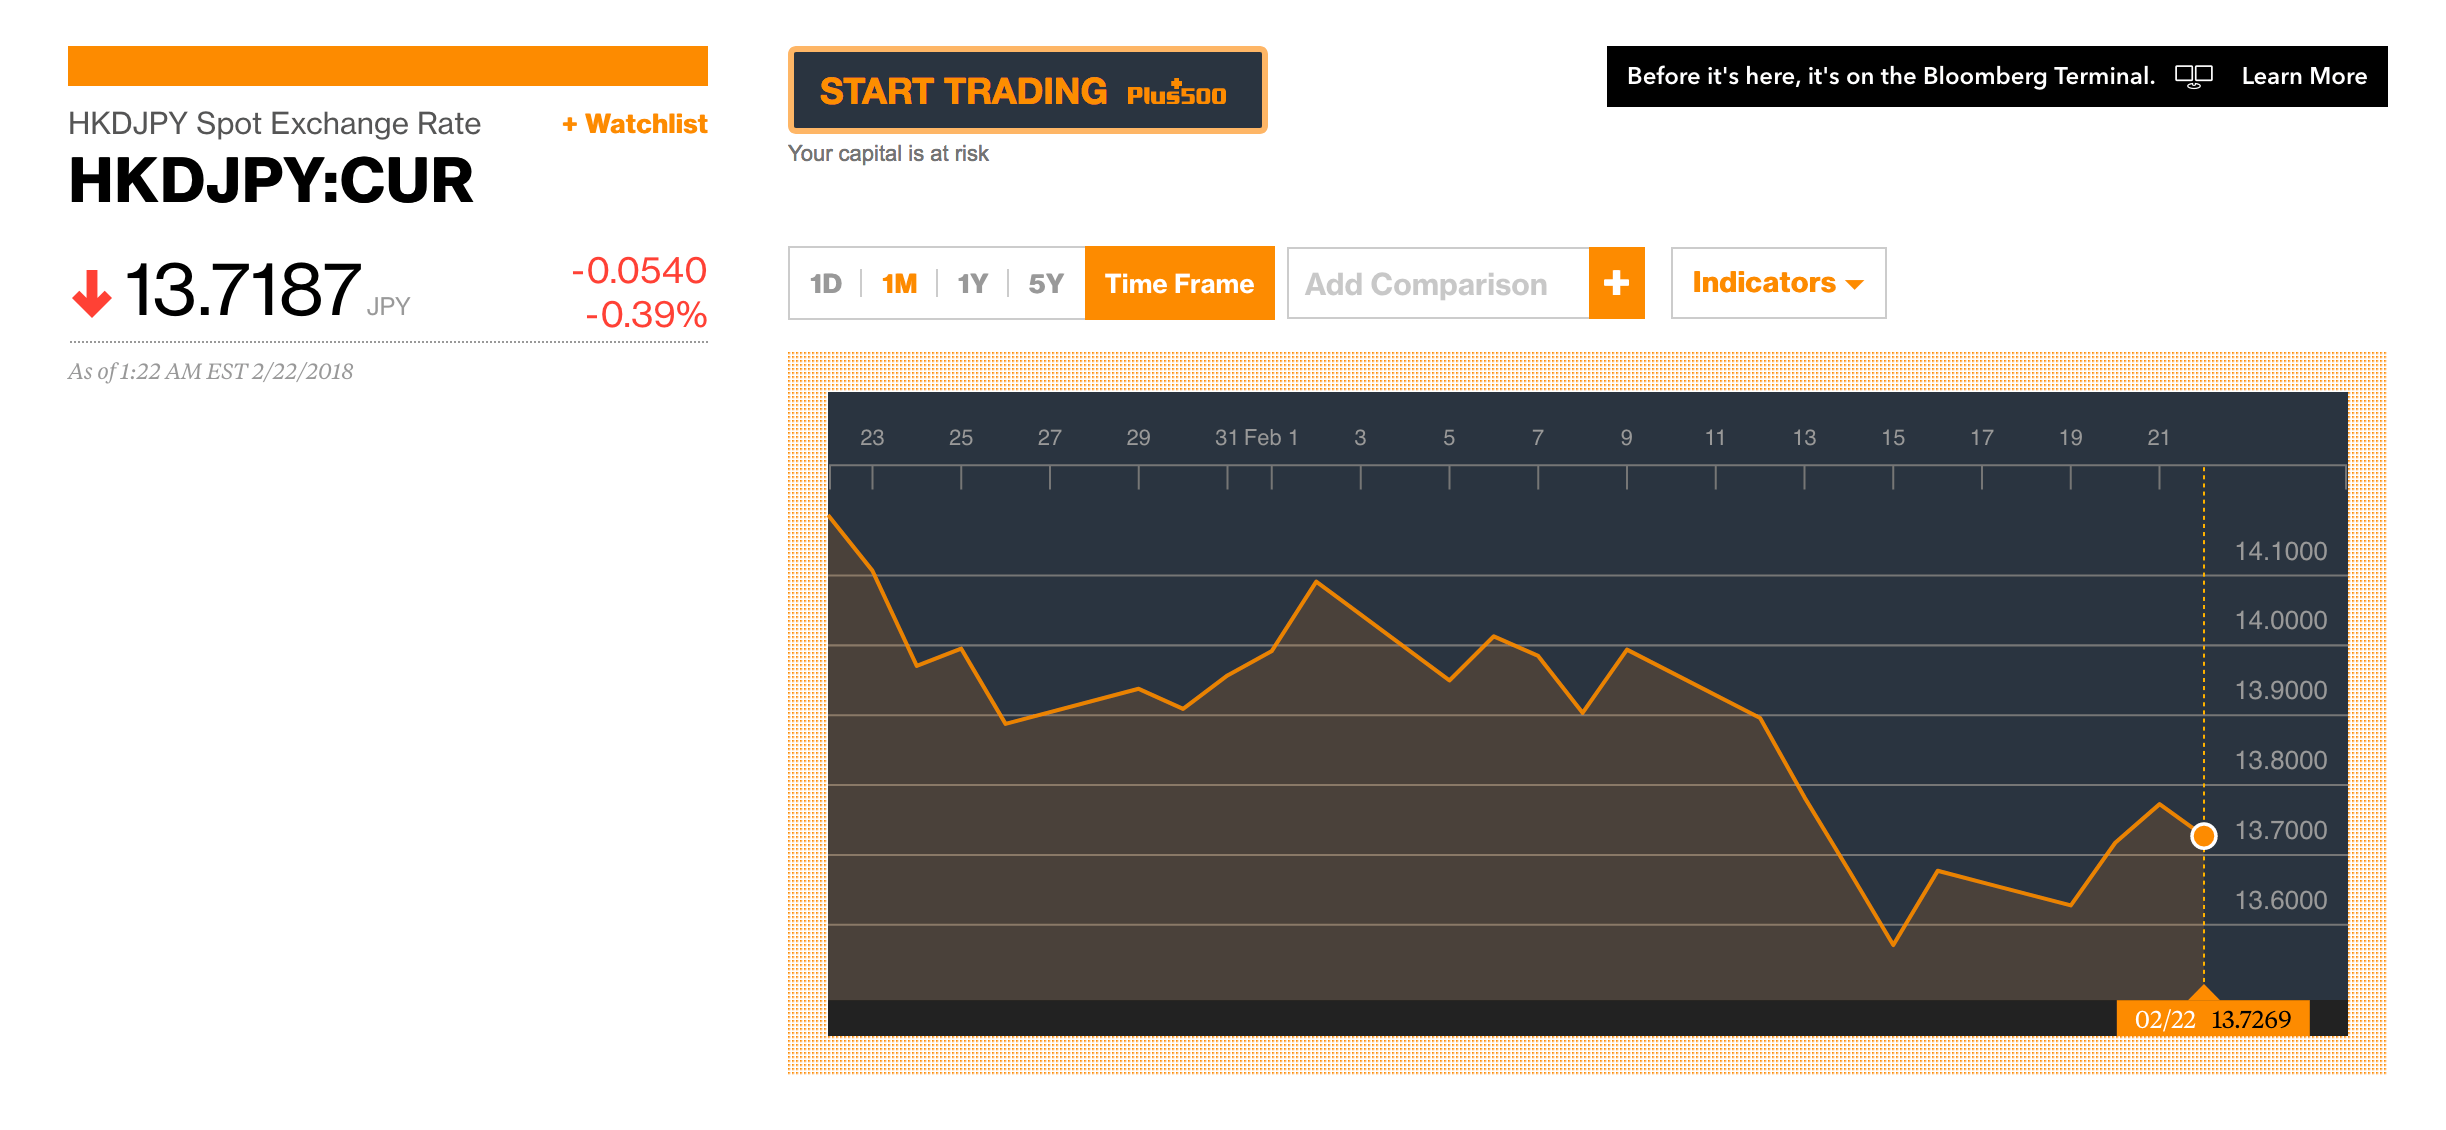 HKDJPY Spot Exchange Rate + Watchlist
HKDJPY:CUR
13.7187 JPY
-0.0540
-0.39%
As of 1:22 AM EST 2/22/2018
START TRADING Plus500
Your capital is at risk
Before it's here, it's on the Bloomberg Terminal. Learn More
1D 1M 1Y 5Y Time Frame Add Comparison + Indicators
23 25 27 29 31 Feb 1 3 5 7 9 11 13 15 17 19 21
14.1000
14.0000
13.9000
13.8000
13.7000
13.6000
02/22 13.7269